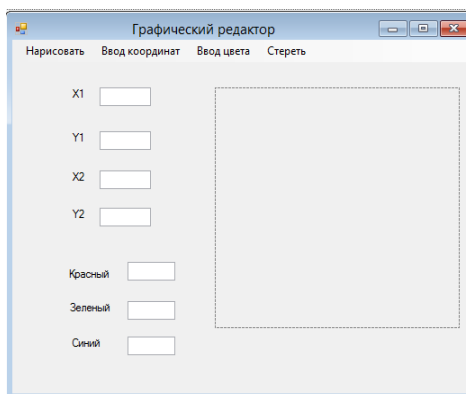 Графический редактор
Нарисовать Ввод координат Ввод цвета Стереть
X1
Y1
X2
Y2
Красный
Зеленый
Синий